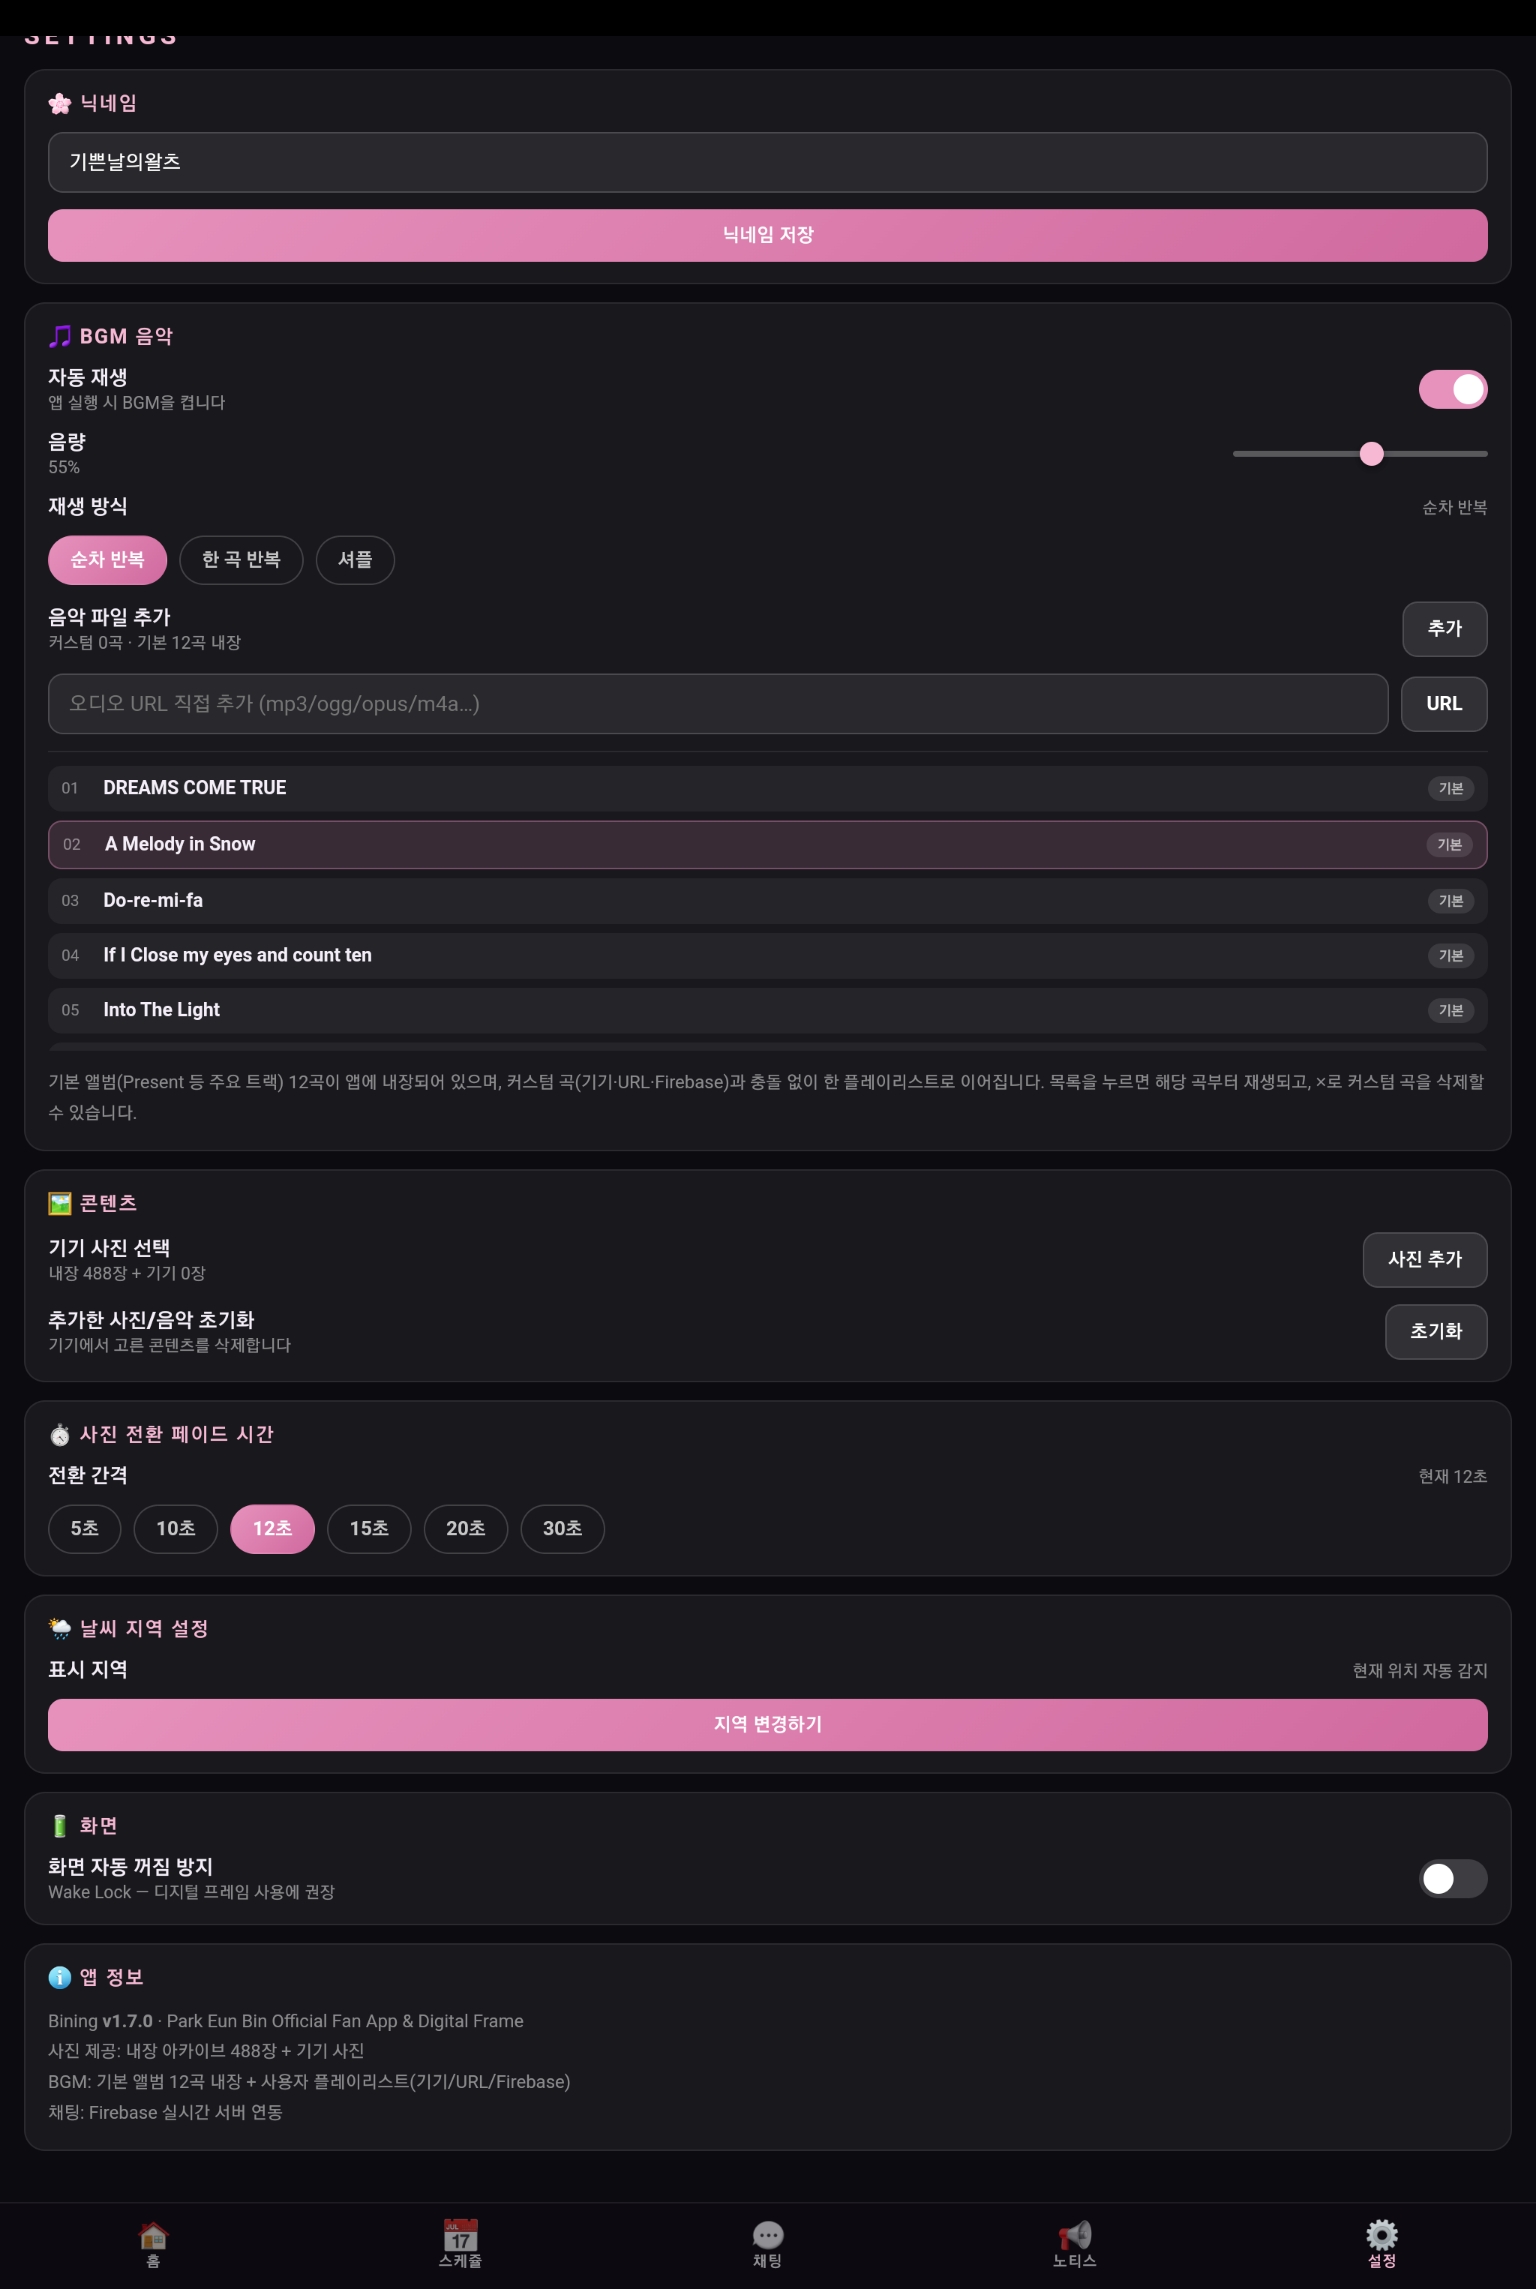 SETTINGS
닉네임
기쁜날의왈츠
닉네임 저장
BGM 음악
자동 재생
앱 실행 시 BGM을 켭니다
음량
55%
재생 방식
순차 반복
순차 반복
한 곡 반복
셔플
음악 파일 추가
커스텀 0곡 · 기본 12곡 내장
추가
오디오 URL 직접 추가 (mp3/ogg/opus/m4a...)
URL
01 DREAMS COME TRUE 기본
02 A Melody in Snow 기본
03 Do-re-mi-fa 기본
04 If I Close my eyes and count ten 기본
05 Into The Light 기본
기본 앨범(Present 등 주요 트랙) 12곡이 앱에 내장되어 있으며, 커스텀 곡(기기·URL·Firebase)과 충돌 없이 한 플레이리스트로 이어집니다. 목록을 누르면 해당 곡부터 재생되고, ×로 커스텀 곡을 삭제할
수 있습니다.
콘텐츠
기기 사진 선택
내장 488장 + 기기 0장
사진 추가
추가한 사진/음악 초기화
기기에서 고른 콘텐츠를 삭제합니다
초기화
사진 전환 페이드 시간
전환 간격
현재 12초
5초
10초
12초
15초
20초
30초
날씨 지역 설정
표시 지역
현재 위치 자동 감지
지역 변경하기
화면
화면 자동 꺼짐 방지
Wake Lock — 디지털 프레임 사용에 권장
앱 정보
Bining v1.7.0 · Park Eun Bin Official Fan App & Digital Frame
사진 제공: 내장 아카이브 488장 + 기기 사진
BGM: 기본 앨범 12곡 내장 + 사용자 플레이리스트(기기/URL/Firebase)
채팅: Firebase 실시간 서버 연동
JUL
17
홈
스케줄
채팅
노티스
설정